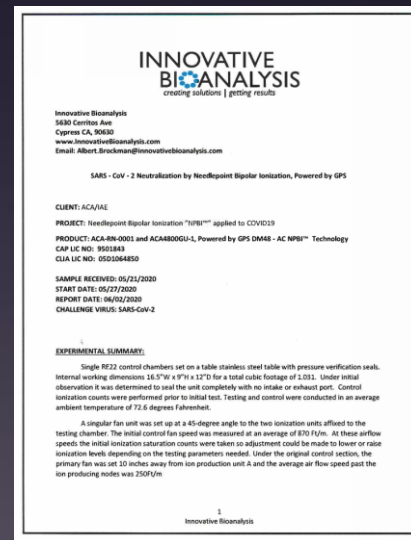 INNOVATIVE
BIOANALYSIS
creating solutions | getting results
Innovative Bioanalysis
5630 Cerritos Ave
Cypress CA, 90630
www.InnovativeBioanalysis.com
Email: Albert.Brockman@innovativebioanalysis.com
SARS - CoV - 2 Neutralization by Needlepoint Bipolar Ionization, Powered by GPS
CLIENT: ACA/IAE
PROJECT: Needlepoint Bipolar Ionization "NPBI™" applied to COVID19
PRODUCT: ACA-RN-0001 and ACA4800GU-1, Powered by GPS DM48 - AC NPBI™ Technology
CAP LIC NO: 9501843
CLIA LIC NO: 05D1064850
SAMPLE RECEIVED: 05/21/2020
START DATE: 05/27/2020
REPORT DATE: 06/02/2020
CHALLENGE VIRUS: SARS-CoV-2
EXPERIMENTAL SUMMARY:
Single RE22 control chambers set on a table stainless steel table with pressure verification seals.
Internal working dimensions 16.5"W x 9"H x 12"D for a total cubic footage of 1.031. Under initial
observation it was determined to seal the unit completely with no intake or exhaust port. Control
ionization counts were performed prior to initial test. Testing and control were conducted in an average
ambient temperature of 72.6 degrees Fahrenheit.
A singular fan unit was set up at a 45-degree angle to the two ionization units affixed to the
testing chamber. The initial control fan speed was measured at an average of 870 Ft/m. At these airflow
speeds the initial ionization saturation counts were taken so adjustment could be made to lower or raise
ionization levels depending on the testing parameters needed. Under the original control section, the
primary fan was set 10 inches away from ion production unit A and the average air flow speed past the
ion producing nodes was 250Ft/m
1
Innovative Bioanalysis